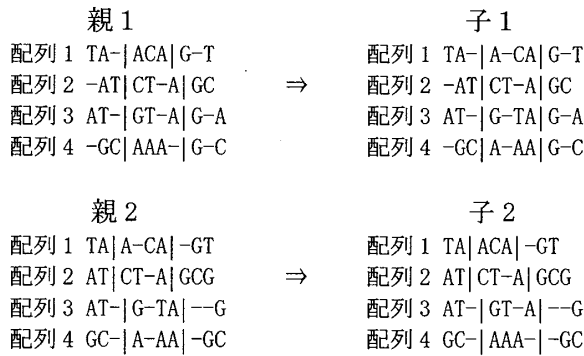 親1 子1
配列1 TA-|ACA|G-T 配列1 TA-|A-CA|G-T
配列2 -AT|CT-A|GC ⇒ 配列2 -AT|CT-A|GC
配列3 AT-|GT-A|G-A 配列3 AT-|G-TA|G-A
配列4 -GC|AAA-|G-C 配列4 -GC|A-AA|G-C
親2 子2
配列1 TA|A-CA|-GT 配列1 TA|ACA|-GT
配列2 AT|CT-A|GCG ⇒ 配列2 AT|CT-A|GCG
配列3 AT-|G-TA|--G 配列3 AT-|GT-A|--G
配列4 GC-|A-AA|-GC 配列4 GC-|AAA-|-GC